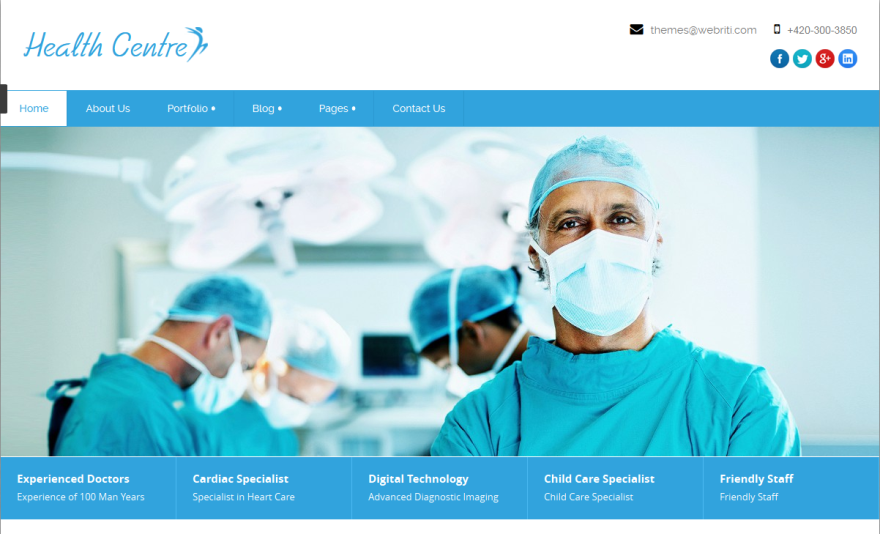 Health Centre
themes@webriti.com +420-300-3850
Home About Us Portfolio Blog Pages Contact Us
Experienced Doctors
Experience of 100 Man Years
Cardiac Specialist
Specialist in Heart Care
Digital Technology
Advanced Diagnostic Imaging
Child Care Specialist
Child Care Specialist
Friendly Staff
Friendly Staff